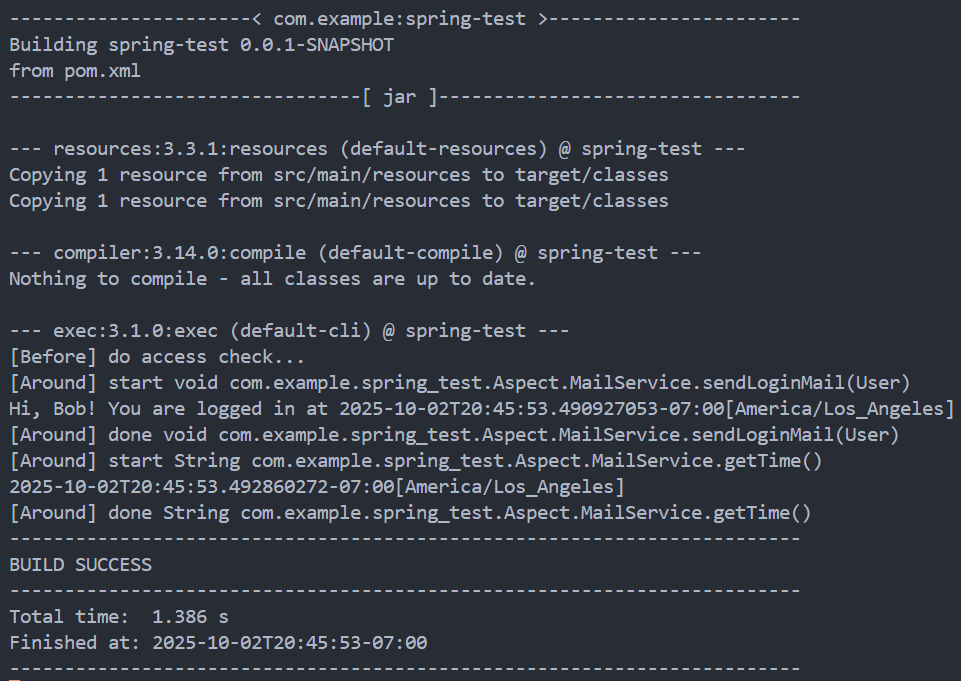 ----------------------< com.example:spring-test >-----------------------
Building spring-test 0.0.1-SNAPSHOT
from pom.xml
--------------------------------[ jar ]---------------------------------
--- resources:3.3.1:resources (default-resources) @ spring-test ---
Copying 1 resource from src/main/resources to target/classes
Copying 1 resource from src/main/resources to target/classes
--- compiler:3.14.0:compile (default-compile) @ spring-test ---
Nothing to compile - all classes are up to date.
--- exec:3.1.0:exec (default-cli) @ spring-test ---
[Before] do access check...
[Around] start void com.example.spring_test.Aspect.MailService.sendLoginMail(User)
Hi, Bob! You are logged in at 2025-10-02T20:45:53.490927053-07:00[America/Los_Angeles]
[Around] done void com.example.spring_test.Aspect.MailService.sendLoginMail(User)
[Around] start String com.example.spring_test.Aspect.MailService.getTime()
2025-10-02T20:45:53.492860272-07:00[America/Los_Angeles]
[Around] done String com.example.spring_test.Aspect.MailService.getTime()
------------------------------------------------------------------------
BUILD SUCCESS
------------------------------------------------------------------------
Total time:  1.386 s
Finished at: 2025-10-02T20:45:53-07:00
------------------------------------------------------------------------